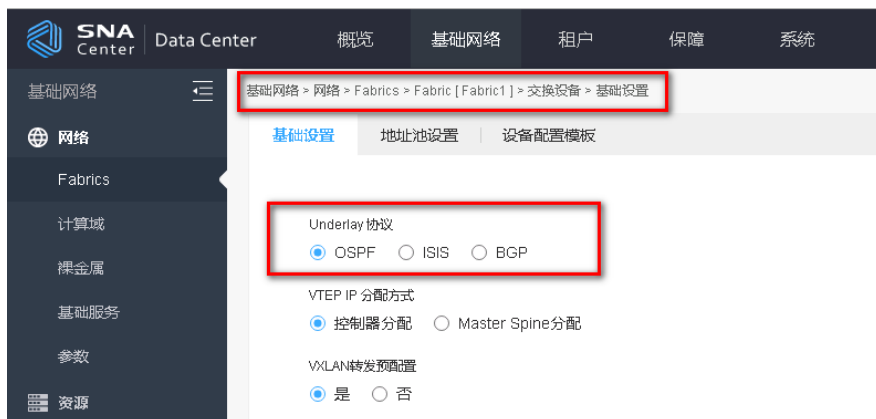 SNA Center Data Center 概览 基础网络 租户 保障 系统
基础网络
基础网络 > 网络 > Fabrics > Fabric [ Fabric1 ] > 交换设备 > 基础设置
网络
基础设置 地址池设置 设备配置模板
Fabrics
计算域
裸金属
基础服务
参数
资源
Underlay 协议
OSPF ISIS BGP
VTEP IP 分配方式
控制器分配 Master Spine分配
VXLAN转发预配置
是 否